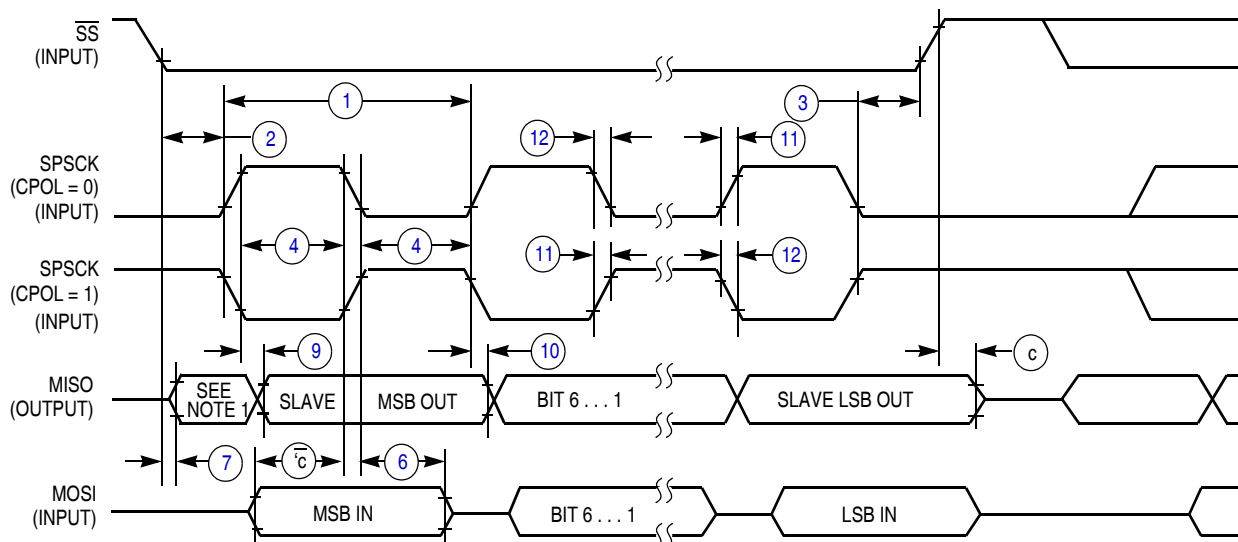 SS
(INPUT)
1
3
2
12
11
SPSCK
(CPOL = 0)
(INPUT)
4
4
11
12
SPSCK
(CPOL = 1)
(INPUT)
9
10
c
MISO
(OUTPUT)
SEE
NOTE 1
SLAVE
MSB OUT
BIT 6 . . . 1
SLAVE LSB OUT
7
‘c
6
MOSI
(INPUT)
MSB IN
BIT 6 . . . 1
LSB IN